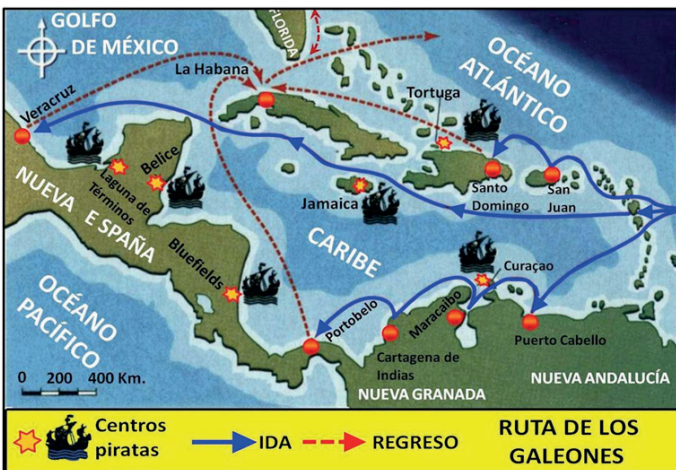 GOLFO
DE MÉXICO
FLORIDA
OCÉANO
ATLÁNTICO
La Habana
Tortuga
Veracruz
Belice
Laguna de
Términos
NUEVA ESPAÑA
Jamaica
Santo
Domingo
San
Juan
CARIBE
Bluefields
Curaçao
OCÉANO
PACÍFICO
Portobelo
Maracaibo
Cartagena de
Indias
Puerto Cabello
0 200 400 Km.
NUEVA GRANADA
NUEVA ANDALUCÍA
Centros
piratas
IDA
REGRESO
RUTA DE LOS
GALEONES